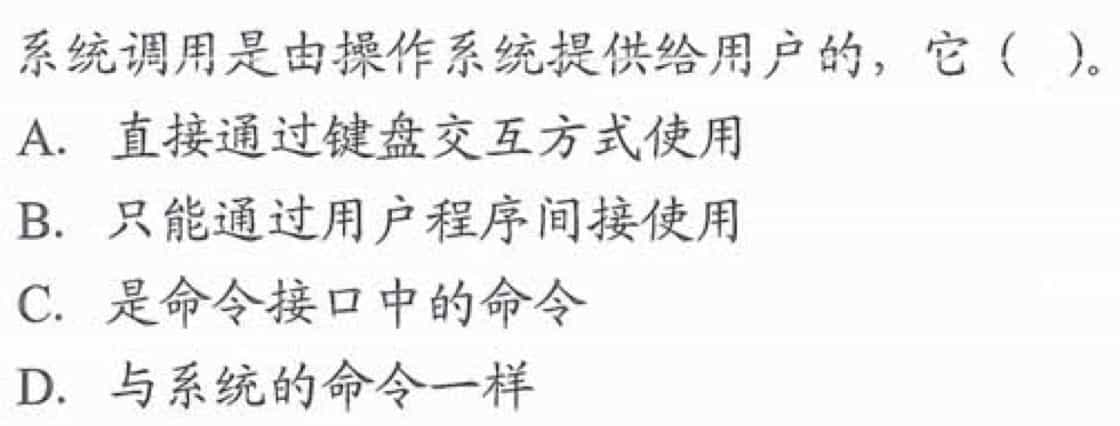 系统调用是由操作系统提供给用户的，它（ ）。
A. 直接通过键盘交互方式使用
B. 只能通过用户程序间接使用
C. 是命令接口中的命令
D. 与系统的命令一样